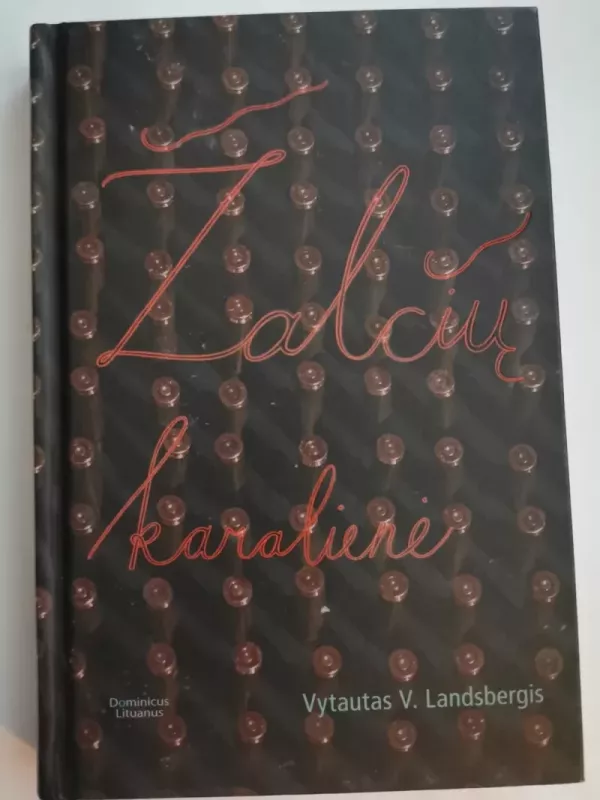 Žalčių
karalienė
Dominicus
Lituanus
Vytautas V. Landsbergis